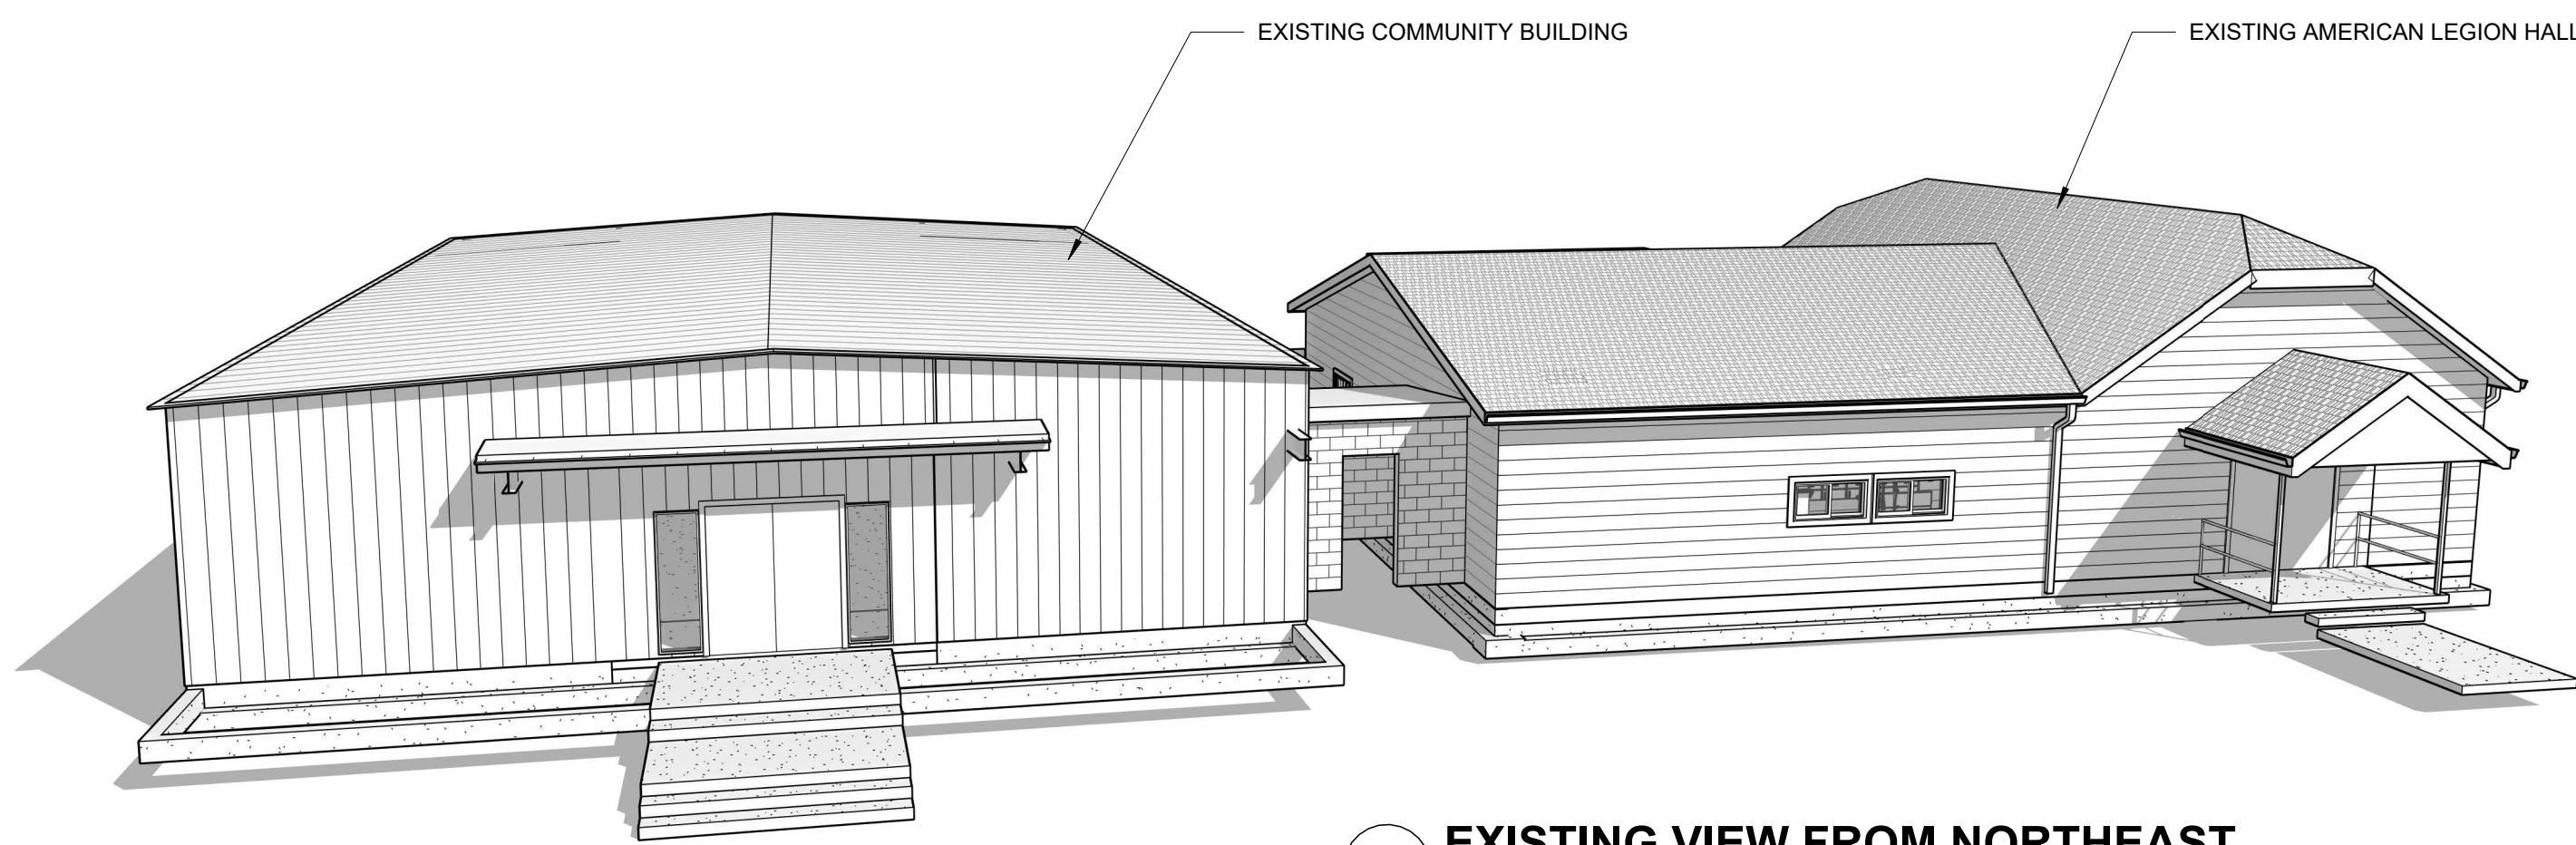 EXISTING COMMUNITY BUILDING
EXISTING AMERICAN LEGION HALL
EXISTING VIEW FROM NORTHEAST